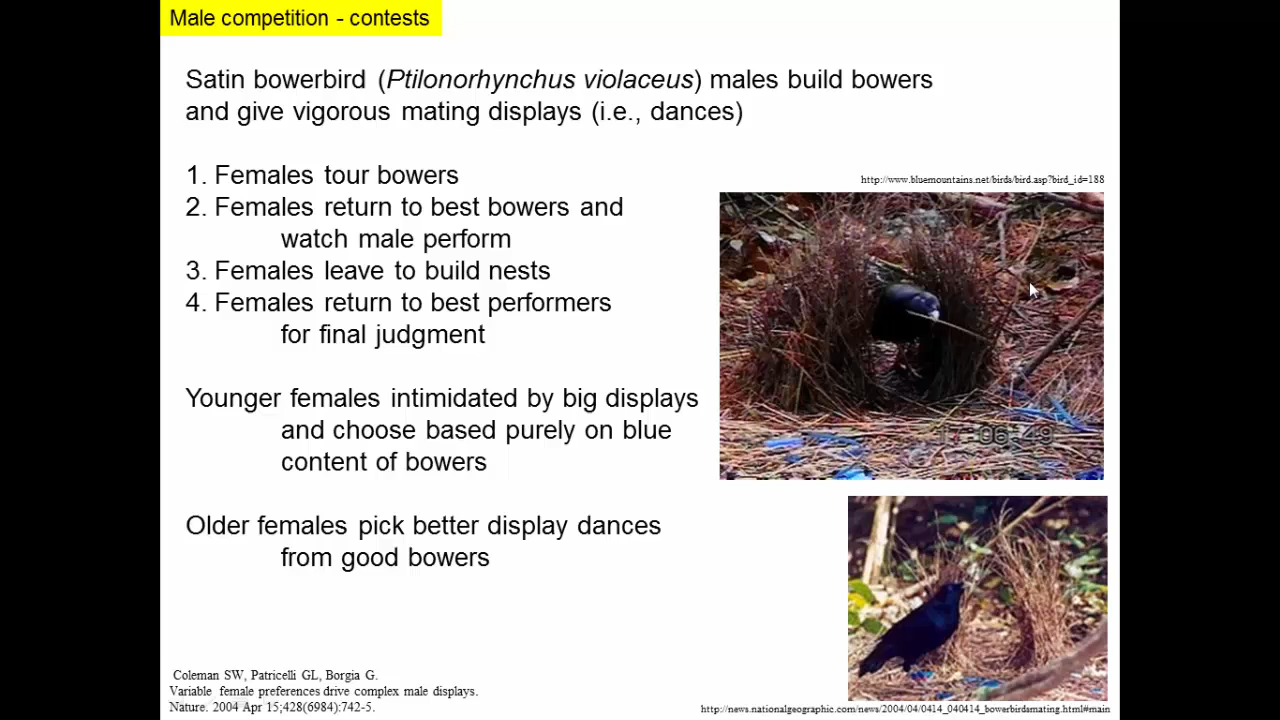 Male competition - contests
Satin bowerbird (Ptilonorhynchus violaceus) males build bowers
and give vigorous mating displays (i.e., dances)
1. Females tour bowers
2. Females return to best bowers and
watch male perform
3. Females leave to build nests
4. Females return to best performers
for final judgment
Younger females intimidated by big displays
and choose based purely on blue
content of bowers
Older females pick better display dances
from good bowers
http://www.bluemountains.net/birds/bird.asp?bird_id=188
Coleman SW, Patricelli GL, Borgia G.
Variable female preferences drive complex male displays.
Nature. 2004 Apr 15;428(6984):742-5.
http://news.nationalgeographic.com/news/2004/04/0414_040414_bowerbirdsmating.html#main